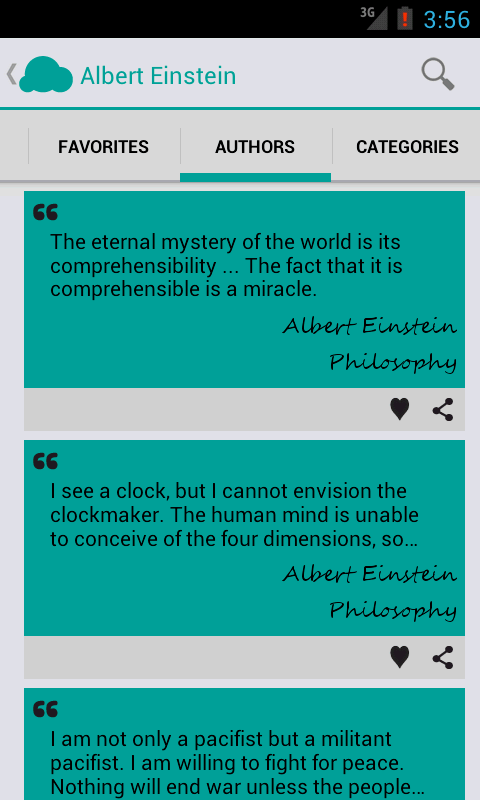 3G 3:56
Albert Einstein
FAVORITES AUTHORS CATEGORIES
The eternal mystery of the world is its
comprehensibility ... The fact that it is
comprehensible is a miracle.
Albert Einstein
Philosophy
I see a clock, but I cannot envision the
clockmaker. The human mind is unable
to conceive of the four dimensions, so...
Albert Einstein
Philosophy
I am not only a pacifist but a militant
pacifist. I am willing to fight for peace.
Nothing will end war unless the people...